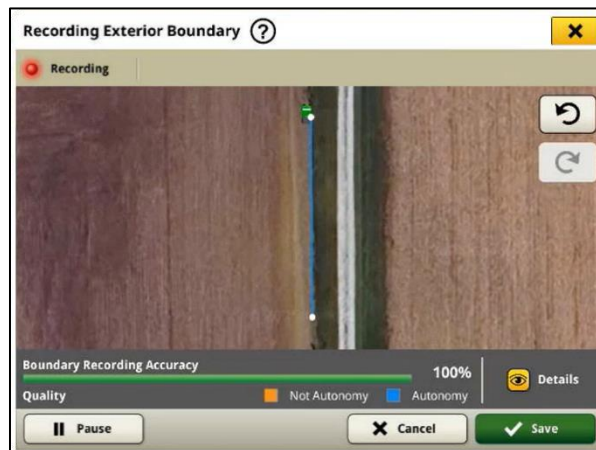 Recording Exterior Boundary ?
Recording
Boundary Recording Accuracy
100%
Details
Quality
Not Autonomy
Autonomy
Pause
Cancel
Save